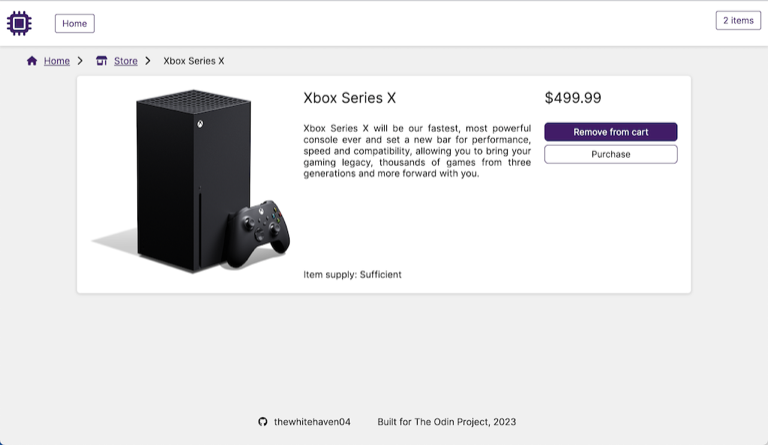 Home
2 items
Home
Store
Xbox Series X
Xbox Series X
$499.99
Xbox Series X will be our fastest, most powerful
console ever and set a new bar for performance,
speed and compatibility, allowing you to bring your
gaming legacy, thousands of games from three
generations and more forward with you.
Remove from cart
Purchase
Item supply: Sufficient
thewhitehaven04
Built for The Odin Project, 2023